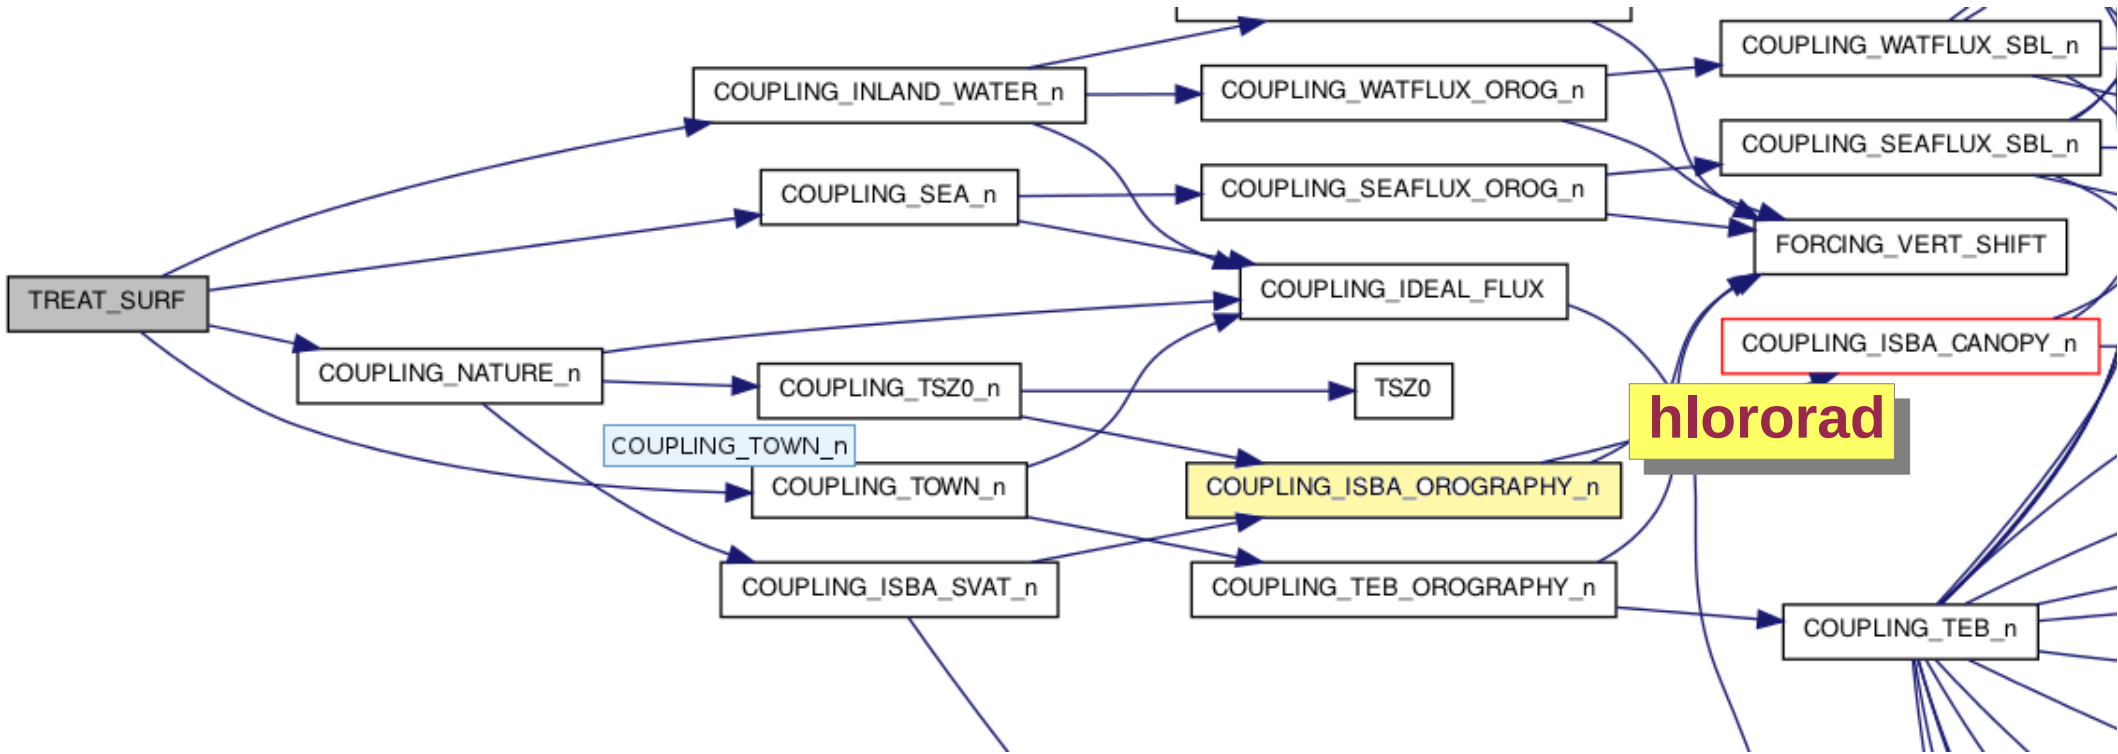 COUPLING_WATFLUX_SBL_n
COUPLING_INLAND_WATER_n
COUPLING_WATFLUX_OROG_n
COUPLING_SEAFLUX_SBL_n
COUPLING_SEA_n
COUPLING_SEAFLUX_OROG_n
FORCING_VERT_SHIFT
TREAT_SURF
COUPLING_IDEAL_FLUX
COUPLING_ISBA_CANOPY_n
COUPLING_NATURE_n
COUPLING_TSZ0_n
TSZ0
hlororad
COUPLING_TOWN_n
COUPLING_TOWN_n
COUPLING_ISBA_OROGRAPHY_n
COUPLING_ISBA_SVAT_n
COUPLING_TEB_OROGRAPHY_n
COUPLING_TEB_n